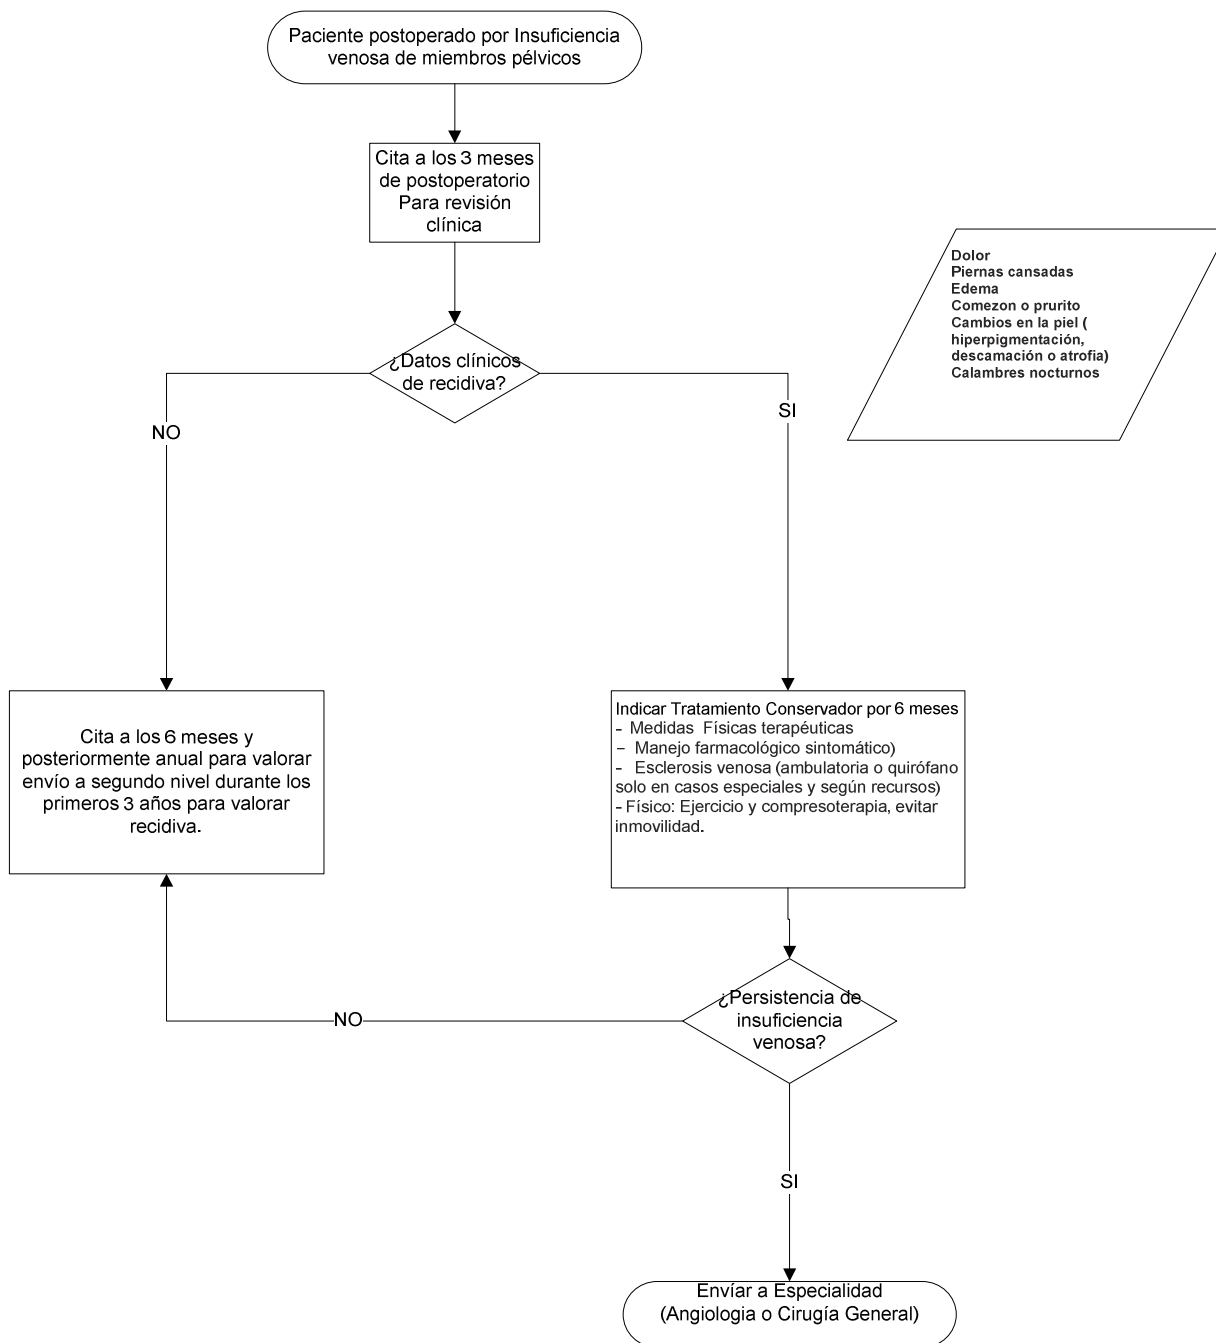 Paciente postoperado por Insuficiencia
venosa de miembros pélvicos
Cita a los 3 meses
de postoperatorio
Para revisión
clínica
Dolor
Piernas cansadas
Edema
Comezon o prurito
Cambios en la piel (
hiperpigmentación,
descamación o atrofia)
Calambres nocturnos
¿Datos clínicos
de recidiva?
NO
SI
Cita a los 6 meses y
posteriormente anual para valorar
envío a segundo nivel durante los
primeros 3 años para valorar
recidiva.
Indicar Tratamiento Conservador por 6 meses
- Medidas Físicas terapéuticas
- Manejo farmacológico sintomático)
- Esclerosis venosa (ambulatoria o quirófano
solo en casos especiales y según recursos)
- Físico: Ejercicio y compresoterapia, evitar
inmovilidad.
¿Persistencia de
insuficiencia
venosa?
NO
SI
Envíar a Especialidad
(Angiologia o Cirugía General)